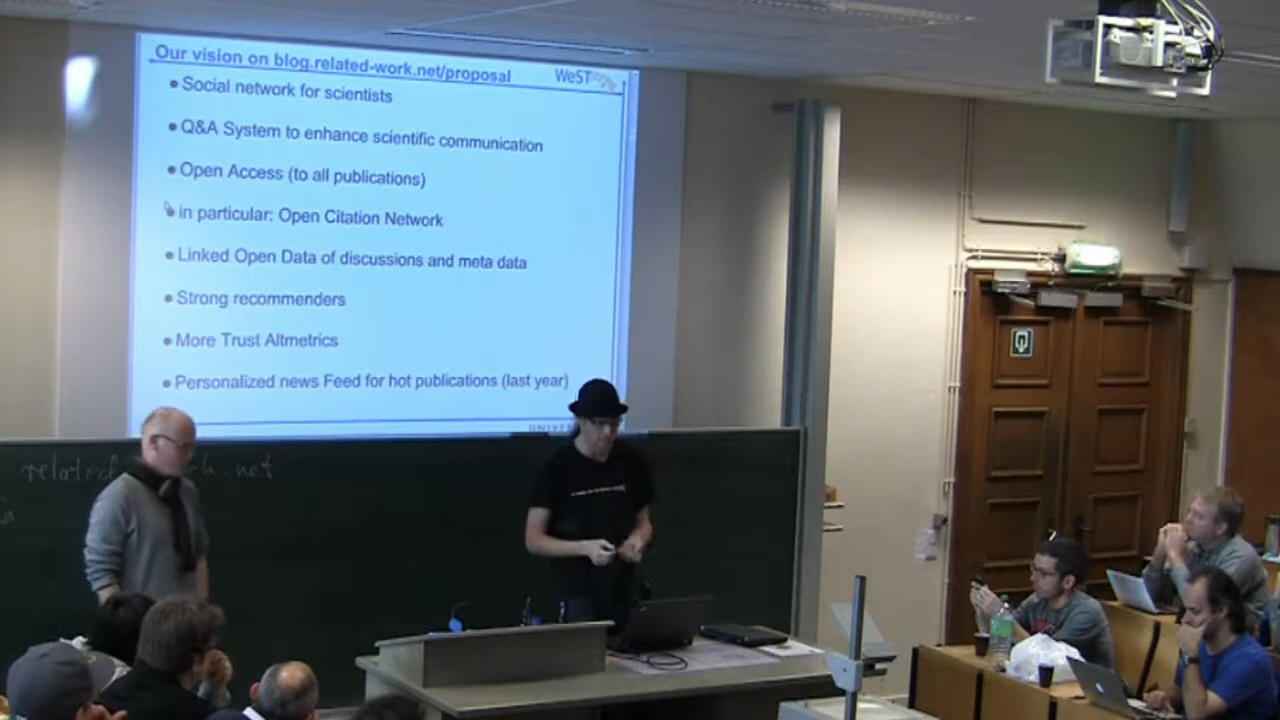 Our vision on blog.related-work.net/proposal
WeST
Social network for scientists
Q&A System to enhance scientific communication
Open Access (to all publications)
in particular: Open Citation Network
Linked Open Data of discussions and meta data
Strong recommenders
More Trust Altmetrics
Personalized news Feed for hot publications (last year)
related .net